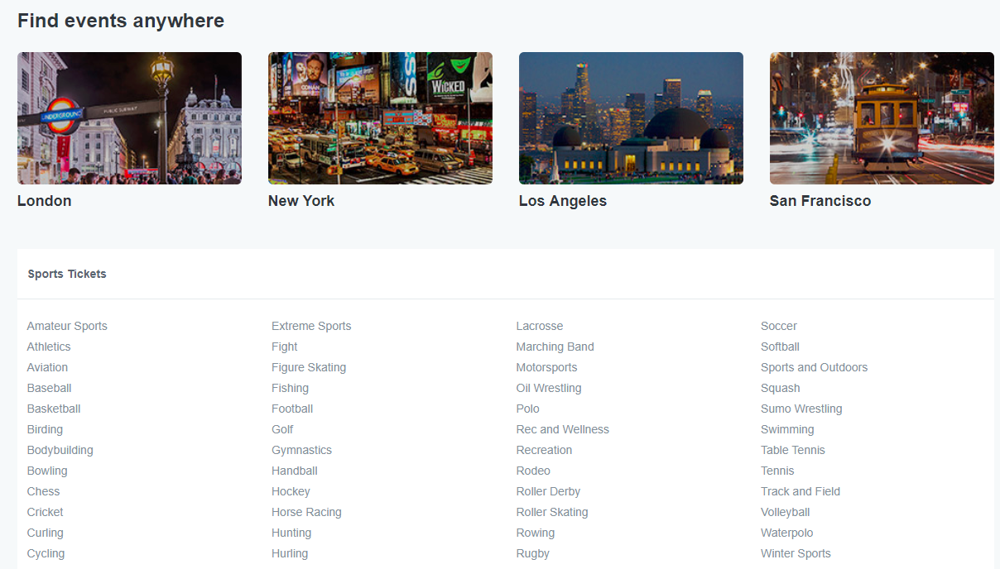 Find events anywhere
UNDERGROUND
PUBLIC SUBWAY
CONAN
WICKED
London
New York
Los Angeles
San Francisco
Sports Tickets
Amateur Sports
Extreme Sports
Lacrosse
Soccer
Athletics
Fight
Marching Band
Softball
Aviation
Figure Skating
Motorsports
Sports and Outdoors
Baseball
Fishing
Oil Wrestling
Squash
Basketball
Football
Polo
Sumo Wrestling
Birding
Golf
Rec and Wellness
Swimming
Bodybuilding
Gymnastics
Recreation
Table Tennis
Bowling
Handball
Rodeo
Tennis
Chess
Hockey
Roller Derby
Track and Field
Cricket
Horse Racing
Roller Skating
Volleyball
Curling
Hunting
Rowing
Waterpolo
Cycling
Hurling
Rugby
Winter Sports